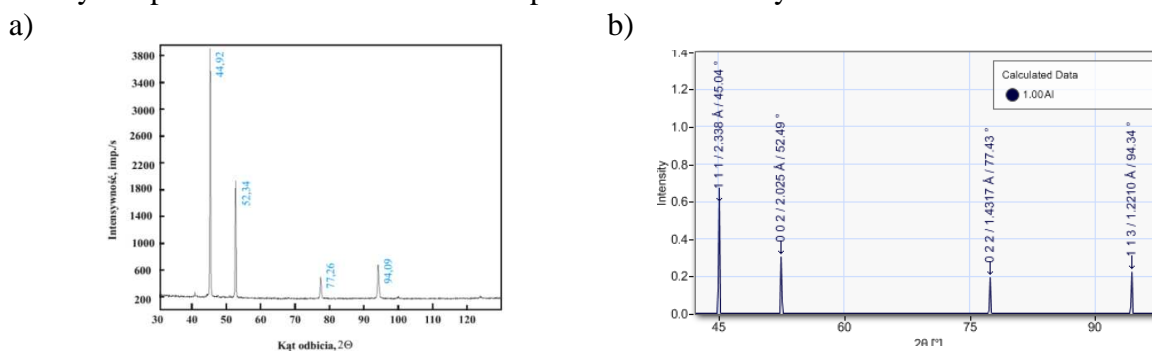 a)
b)
3800
3400
3000
2600
2200
1800
1400
1000
600
200
30 40 50 60 70 80 90 100 110 120
Intensywność, imp./s
Kąt odbicia, 2Θ
44,92
52,34
77,26
94,09
1.4
1.2
1.0
0.8
0.6
0.4
0.2
0.0
45 60 75 90
Intensity
2θ [°]
Calculated Data
1.00Al
1 1 1 / 2.338 Å / 45.04 °
0 0 2 / 2.025 Å / 52.49 °
0 2 2 / 1.4317 Å / 77.43 °
1 1 3 / 1.2210 Å / 94.34 °